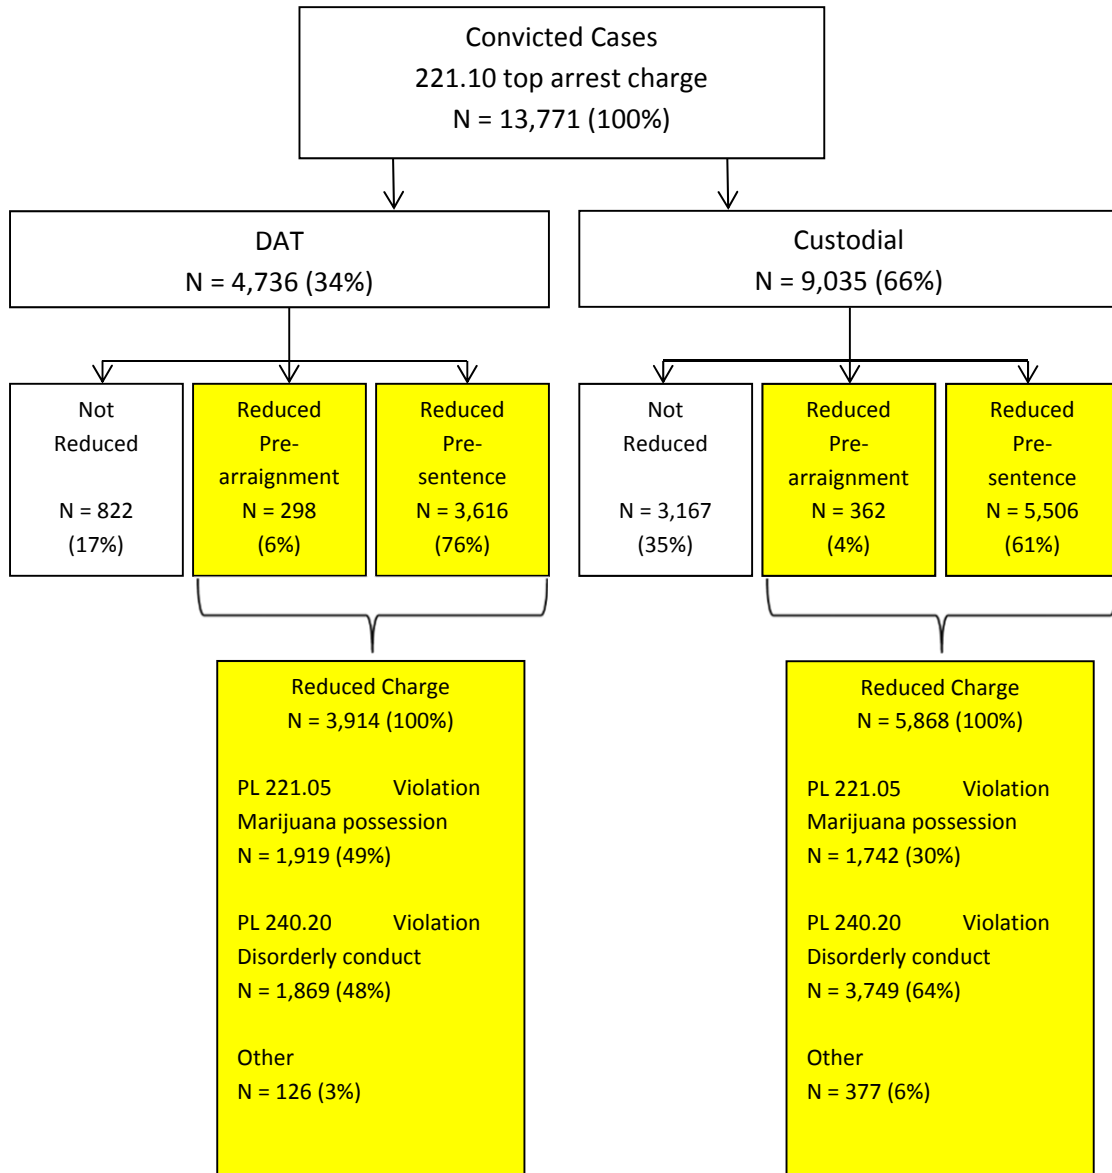 Convicted Cases
221.10 top arrest charge
N = 13,771 (100%)
DAT
N = 4,736 (34%)
Custodial
N = 9,035 (66%)
Not
Reduced
N = 822
(17%)
Reduced
Pre-
arraignment
N = 298
(6%)
Reduced
Pre-
sentence
N = 3,616
(76%)
Not
Reduced
N = 3,167
(35%)
Reduced
Pre-
arraignment
N = 362
(4%)
Reduced
Pre-
sentence
N = 5,506
(61%)
Reduced Charge
N = 3,914 (100%)
PL 221.05 Violation
Marijuana possession
N = 1,919 (49%)
PL 240.20 Violation
Disorderly conduct
N = 1,869 (48%)
Other
N = 126 (3%)
Reduced Charge
N = 5,868 (100%)
PL 221.05 Violation
Marijuana possession
N = 1,742 (30%)
PL 240.20 Violation
Disorderly conduct
N = 3,749 (64%)
Other
N = 377 (6%)